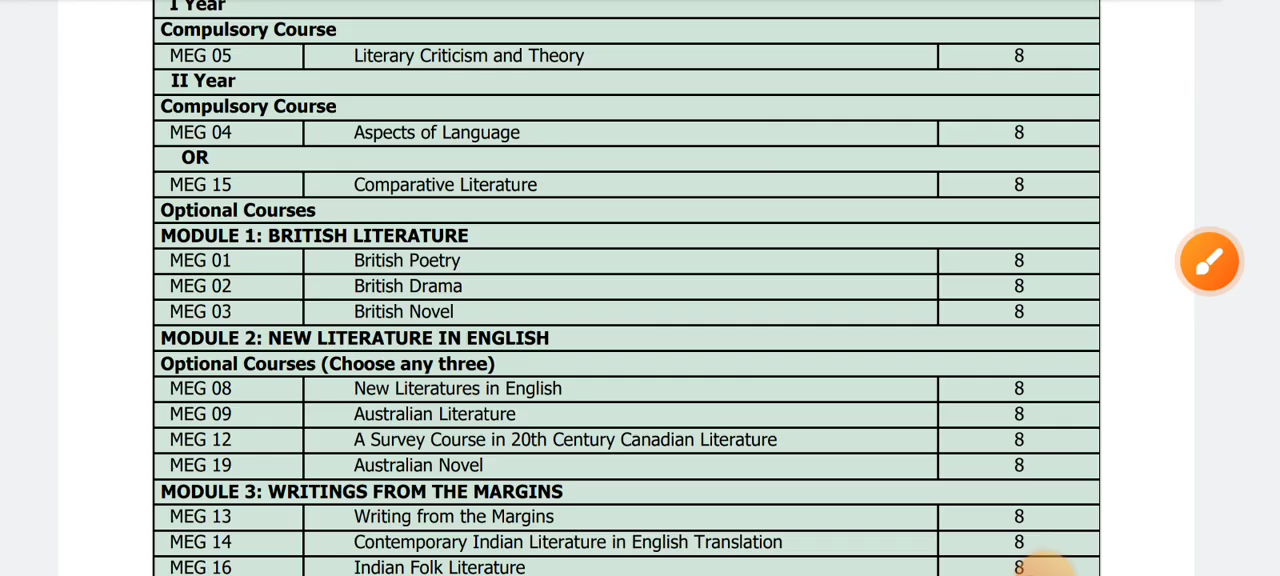 I Year
Compulsory Course
MEG 05 Literary Criticism and Theory 8
II Year
Compulsory Course
MEG 04 Aspects of Language 8
OR
MEG 15 Comparative Literature 8
Optional Courses
MODULE 1: BRITISH LITERATURE
MEG 01 British Poetry 8
MEG 02 British Drama 8
MEG 03 British Novel 8
MODULE 2: NEW LITERATURE IN ENGLISH
Optional Courses (Choose any three)
MEG 08 New Literatures in English 8
MEG 09 Australian Literature 8
MEG 12 A Survey Course in 20th Century Canadian Literature 8
MEG 19 Australian Novel 8
MODULE 3: WRITINGS FROM THE MARGINS
MEG 13 Writing from the Margins 8
MEG 14 Contemporary Indian Literature in English Translation 8
MEG 16 Indian Folk Literature 8